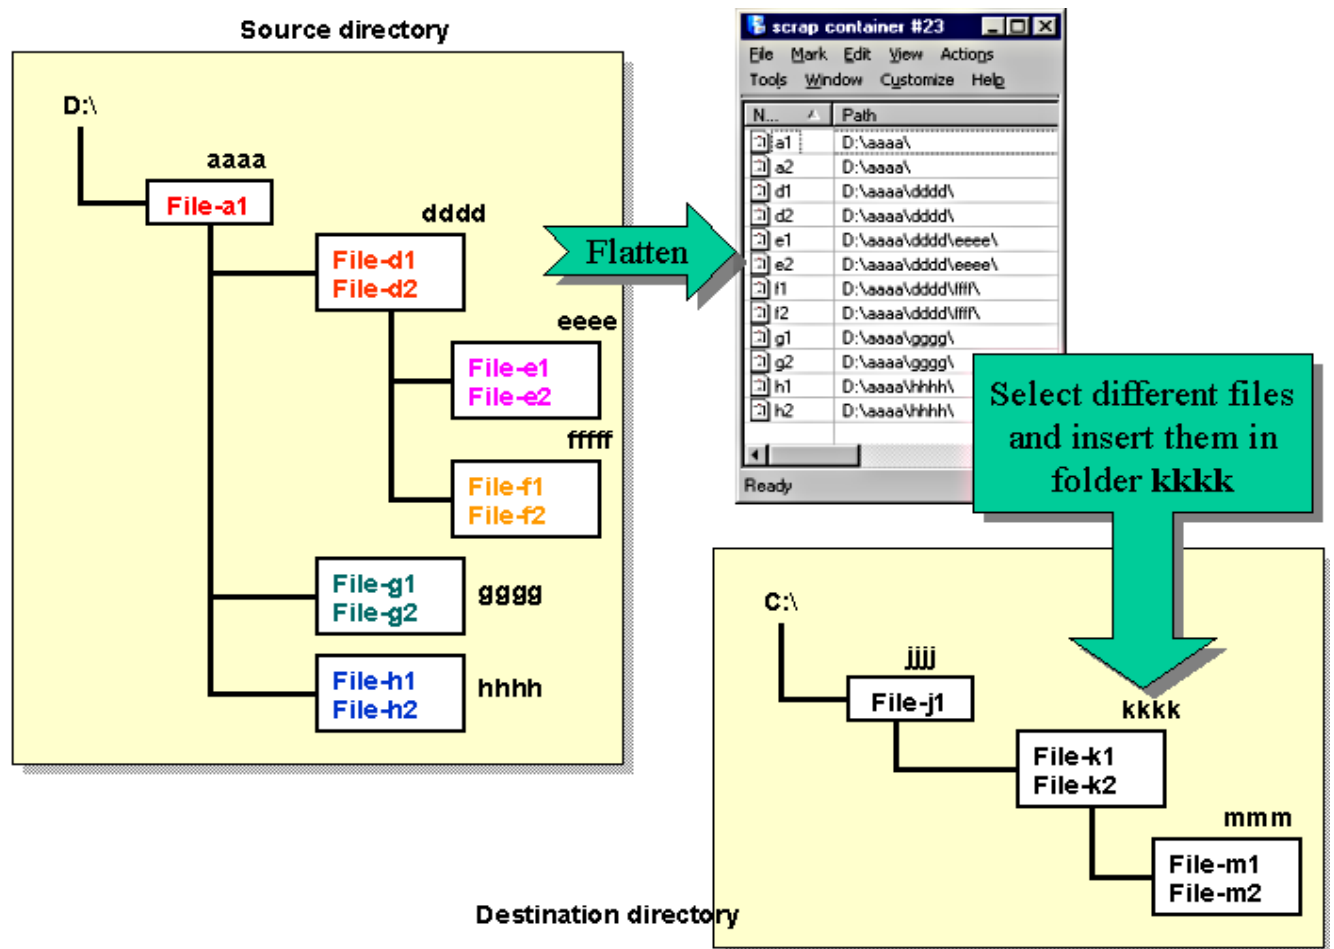 Source directory
D:\
aaaa
File-a1
dddd
File-d1
File-d2
eeee
File-e1
File-e2
fffff
File-f1
File-f2
File-g1
File-g2
gggg
File-h1
File-h2
hhhh
Flatten
scrap container #23
File Mark Edit View Actions
Tools Window Customize Help
N... Path
a1 D:\aaaa\
a2 D:\aaaa\
d1 D:\aaaa\dddd\
d2 D:\aaaa\dddd\
e1 D:\aaaa\dddd\eeee\
e2 D:\aaaa\dddd\eeee\
f1 D:\aaaa\dddd\ffff\
f2 D:\aaaa\dddd\ffff\
g1 D:\aaaa\gggg\
g2 D:\aaaa\gggg\
h1 D:\aaaa\hhhh\
h2 D:\aaaa\hhhh\
Ready
Select different files
and insert them in
folder kkkk
C:\
jjjj
File-j1
kkkk
File-k1
File-k2
mmm
File-m1
File-m2
Destination directory